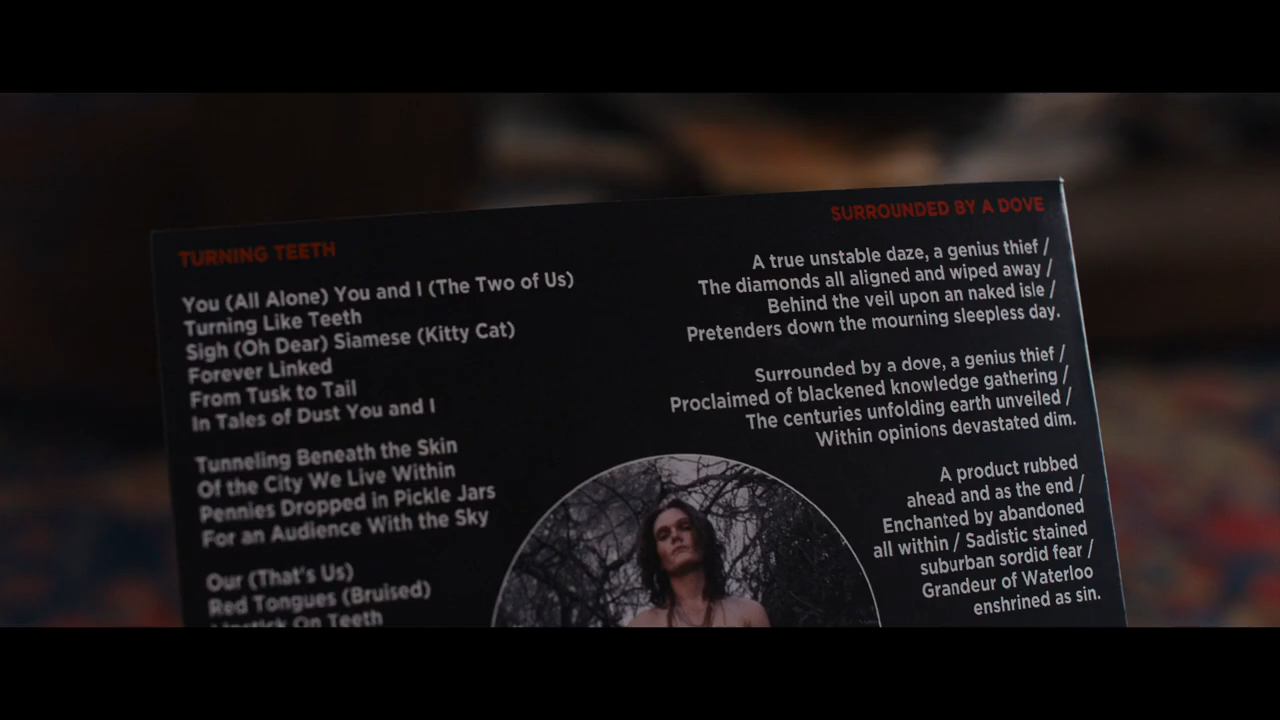 TURNING TEETH
You (All Alone) You and I (The Two of Us)
Turning Like Teeth
Sigh (Oh Dear) Siamese (Kitty Cat)
Forever Linked
From Tusk to Tail
In Tales of Dust You and I
Tunneling Beneath the Skin
Of the City We Live Within
Pennies Dropped in Pickle Jars
For an Audience With the Sky
Our (That's Us)
Red Tongues (Bruised)
Lipstick On Teeth
SURROUNDED BY A DOVE
A true unstable daze, a genius thief /
The diamonds all aligned and wiped away /
Behind the veil upon an naked isle /
Pretenders down the mourning sleepless day.
Surrounded by a dove, a genius thief /
Proclaimed of blackened knowledge gathering /
The centuries unfolding earth unveiled /
Within opinions devastated dim.
A product rubbed
ahead and as the end /
Enchanted by abandoned
all within / Sadistic stained
suburban sordid fear /
Grandeur of Waterloo
enshrined as sin.